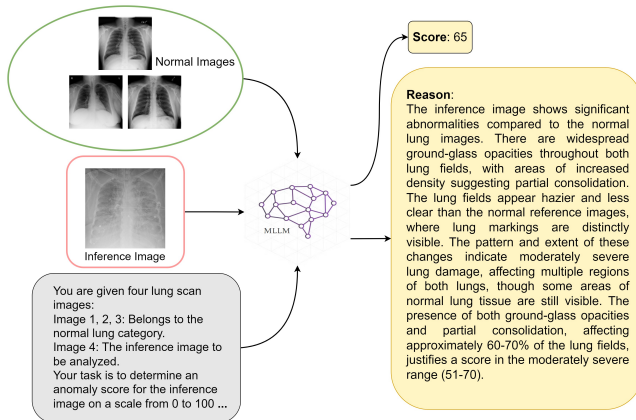 Normal Images
Inference Image
You are given four lung scan
images:
Image 1, 2, 3: Belongs to the
normal lung category.
Image 4: The inference image to
be analyzed.
Your task is to determine an
anomaly score for the inference
image on a scale from 0 to 100 ...
MLLM
Score: 65
Reason:
The inference image shows significant
abnormalities compared to the normal
lung images. There are widespread
ground-glass opacities throughout both
lung fields, with areas of increased
density suggesting partial consolidation.
The lung fields appear hazier and less
clear than the normal reference images,
where lung markings are distinctly
visible. The pattern and extent of these
changes indicate moderately severe
lung damage, affecting multiple regions
of both lungs, though some areas of
normal lung tissue are still visible. The
presence of both ground-glass opacities
and partial consolidation, affecting
approximately 60-70% of the lung fields,
justifies a score in the moderately severe
range (51-70).